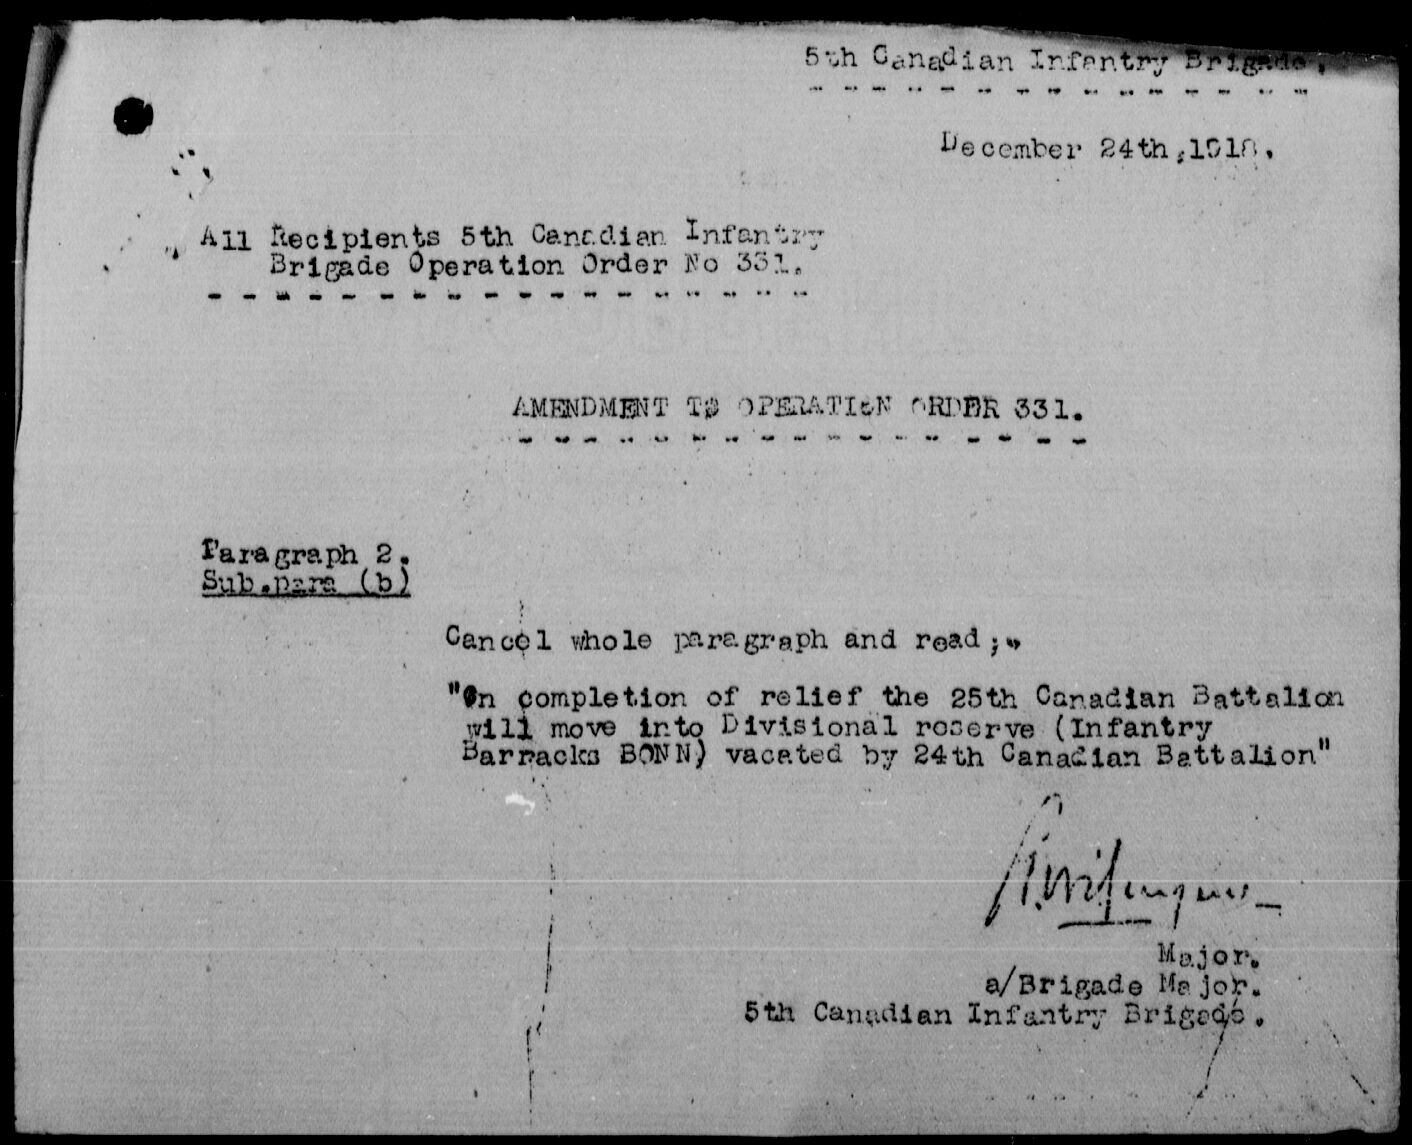 5th Canadian Infantry Brigade.
December 24th,1918.
All Recipients 5th Canadian Infantry
Brigade Operation Order No 331.
AMENDMENT TO OPERATION ORDER 331.
Paragraph 2.
Sub.para (b)
Cancel whole paragraph and read;-
"On completion of relief the 25th Canadian Battalion
will move into Divisional reserve (Infantry
Barracks BONN) vacated by 24th Canadian Battalion"
Major.
a/Brigade Major.
5th Canadian Infantry Brigade.